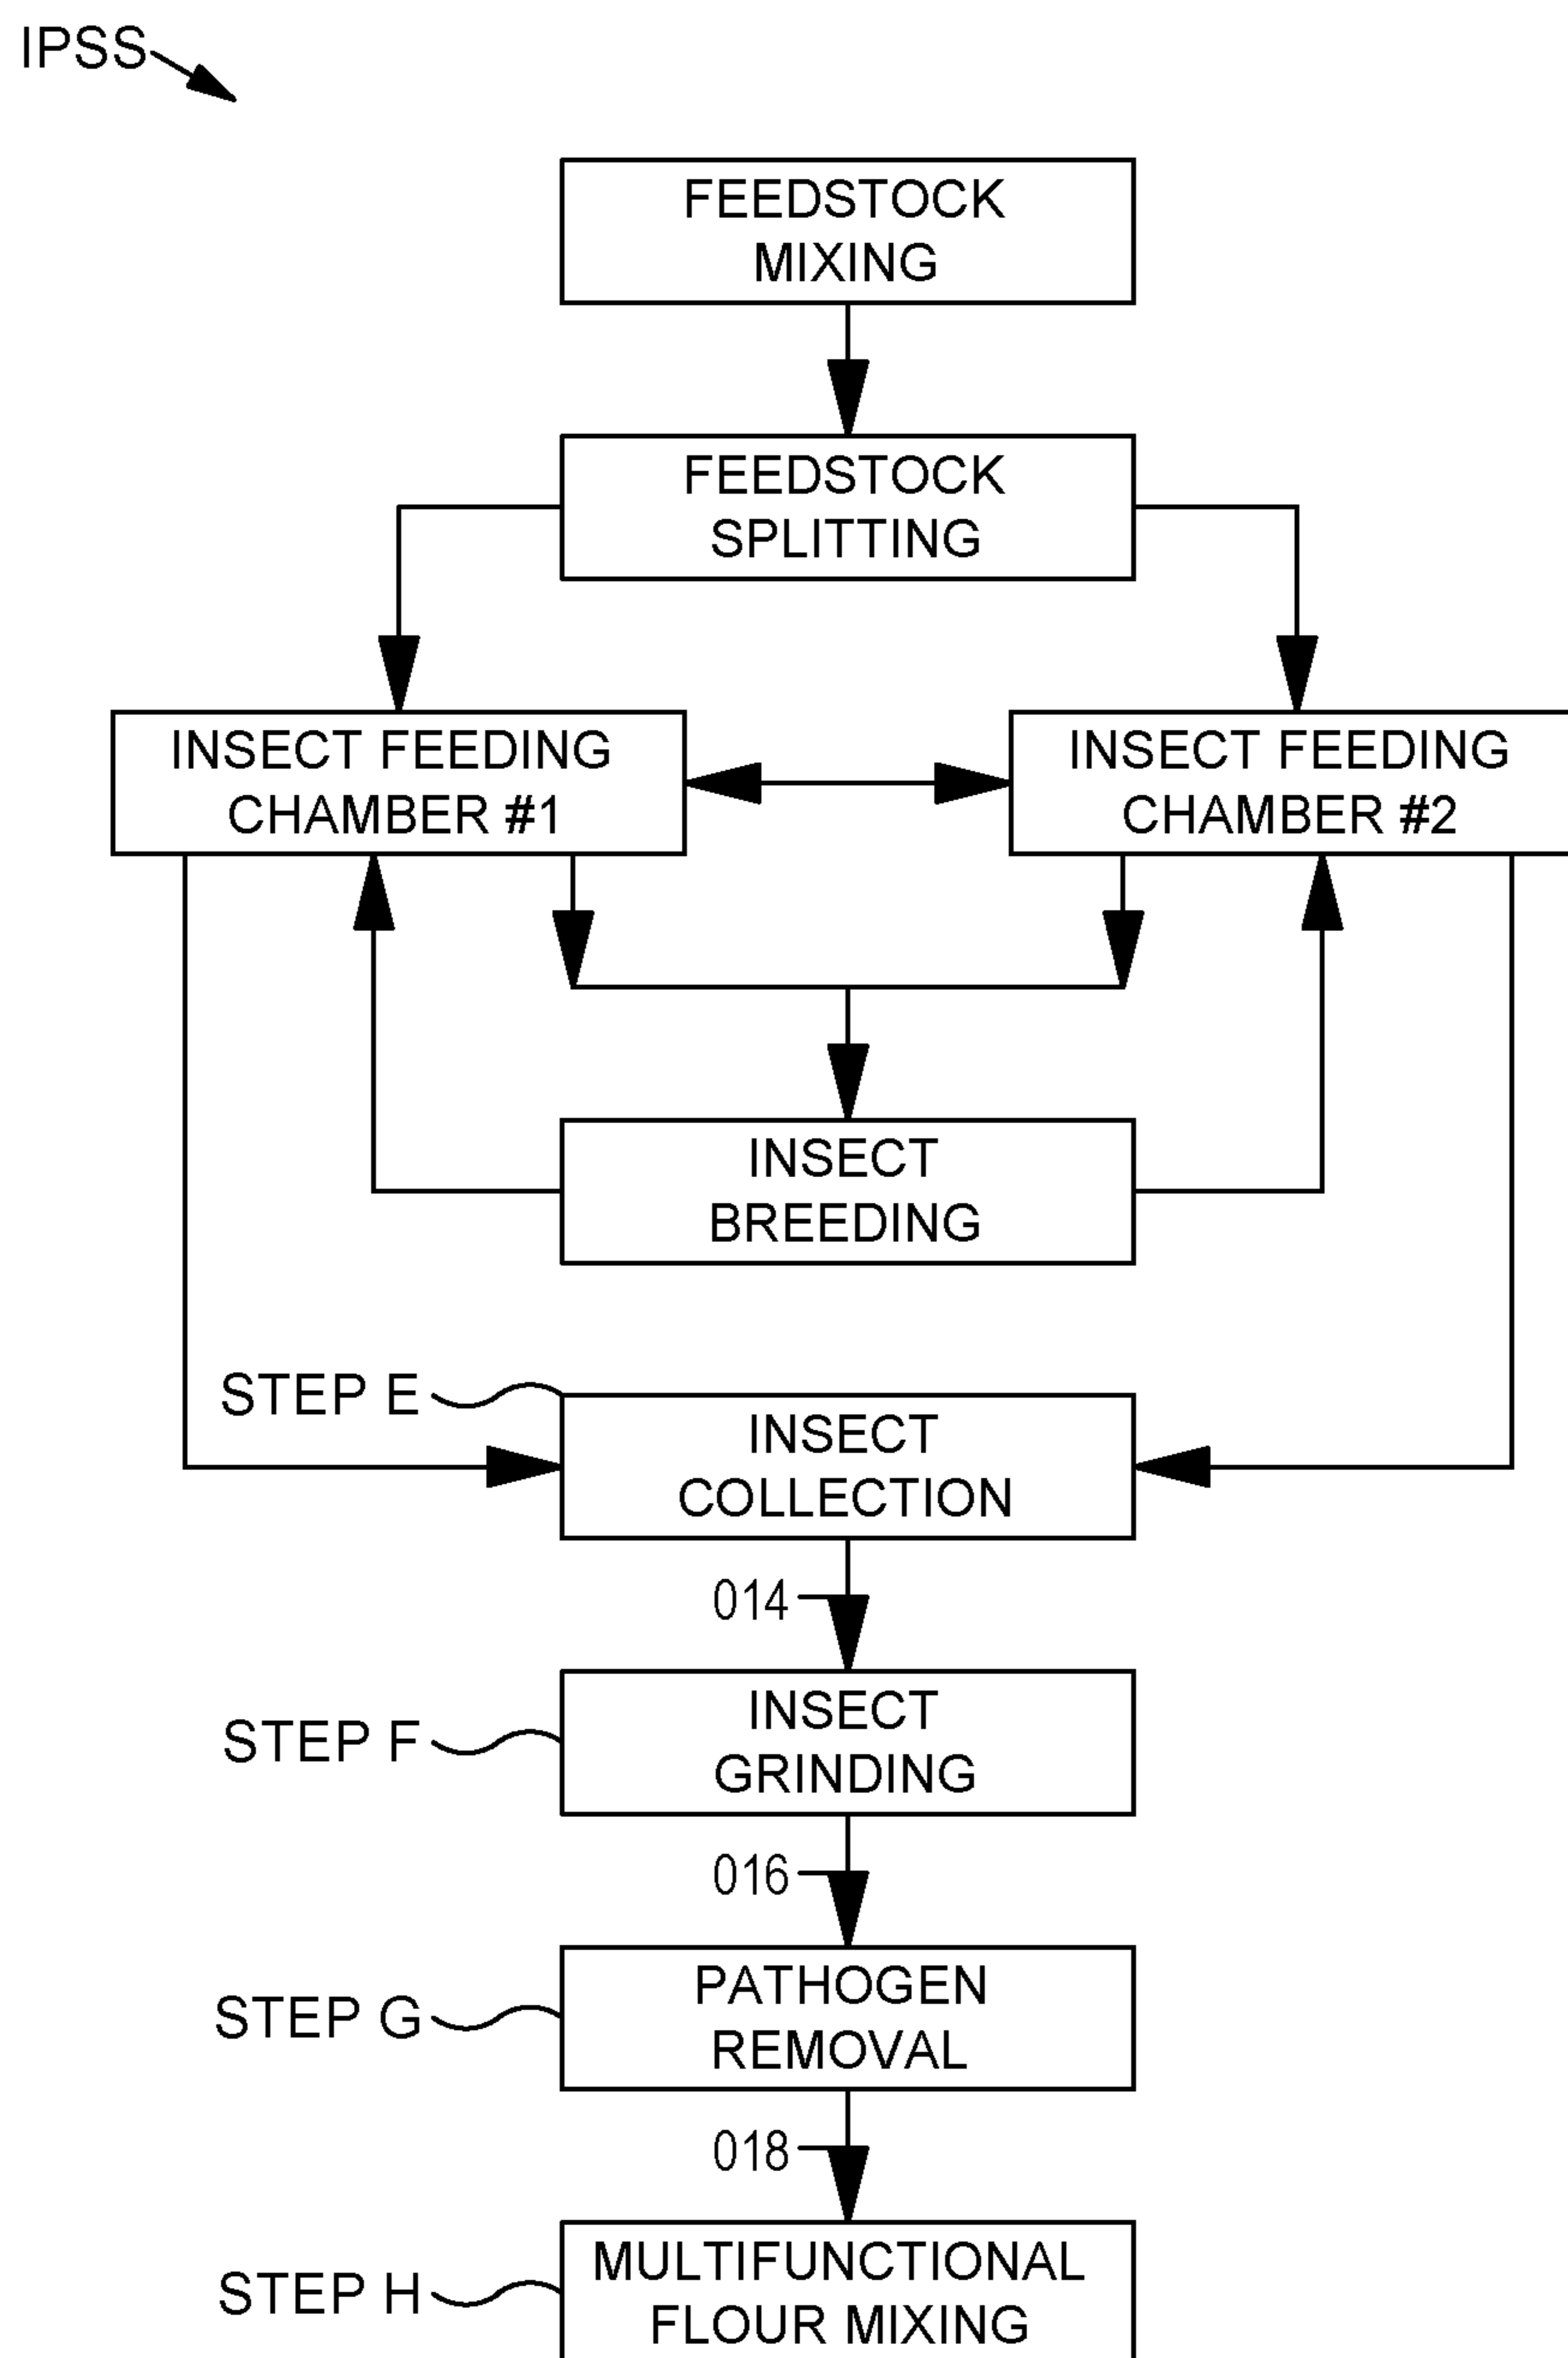 IPSS
FEEDSTOCK
MIXING
FEEDSTOCK
SPLITTING
INSECT FEEDING
CHAMBER #1
INSECT FEEDING
CHAMBER #2
INSECT
BREEDING
STEP E
INSECT
COLLECTION
014
STEP F
INSECT
GRINDING
016
STEP G
PATHOGEN
REMOVAL
018
STEP H
MULTIFUNCTIONAL
FLOUR MIXING